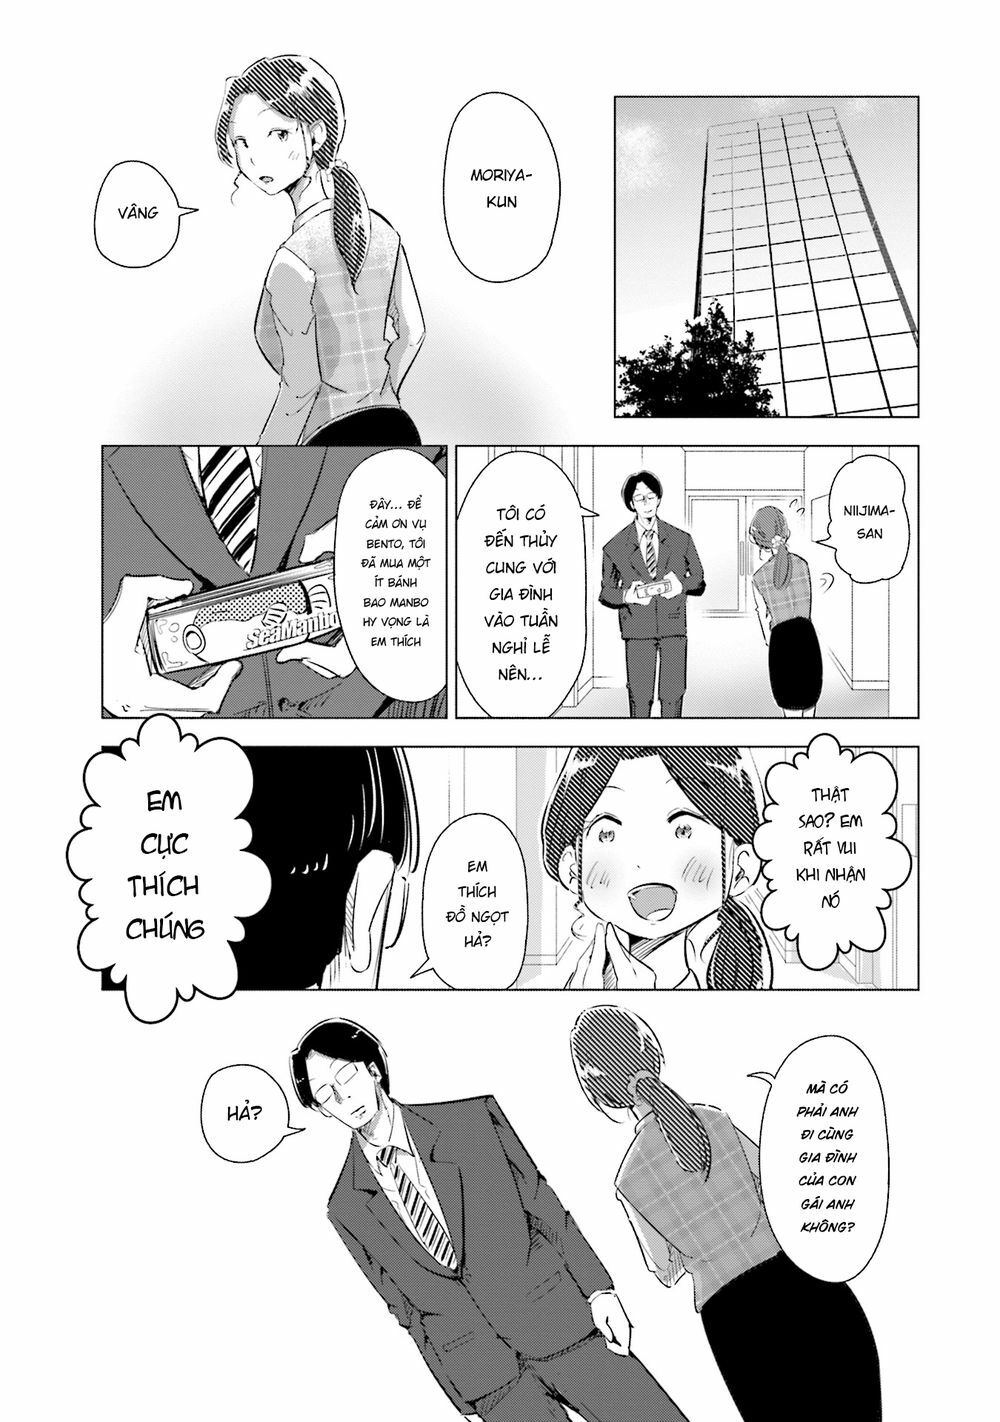 MORIYA-
KUN
VÂNG
NIIJIMA-
SAN
TÔI CÓ
ĐẾN THỦY
CUNG VỚI
GIA ĐÌNH
VÀO TUẦN
NGHỈ LỄ
NÊN...
ĐÂY... ĐỂ
CẢM ƠN VỤ
BENTO, TÔI
ĐÃ MUA MỘT
ÍT BÁNH
BAO MANBO
HY VỌNG LÀ
EM THÍCH
SeaManbo
THẬT
SAO? EM
RẤT VUI
KHI NHẬN
NÓ
EM
THÍCH
ĐỒ NGỌT
HẢ?
EM
CỰC
THÍCH
CHÚNG
MÀ CÓ
PHẢI ANH
ĐI CÙNG
GIA ĐÌNH
CỦA CON
GÁI ANH
KHÔNG?
HẢ?